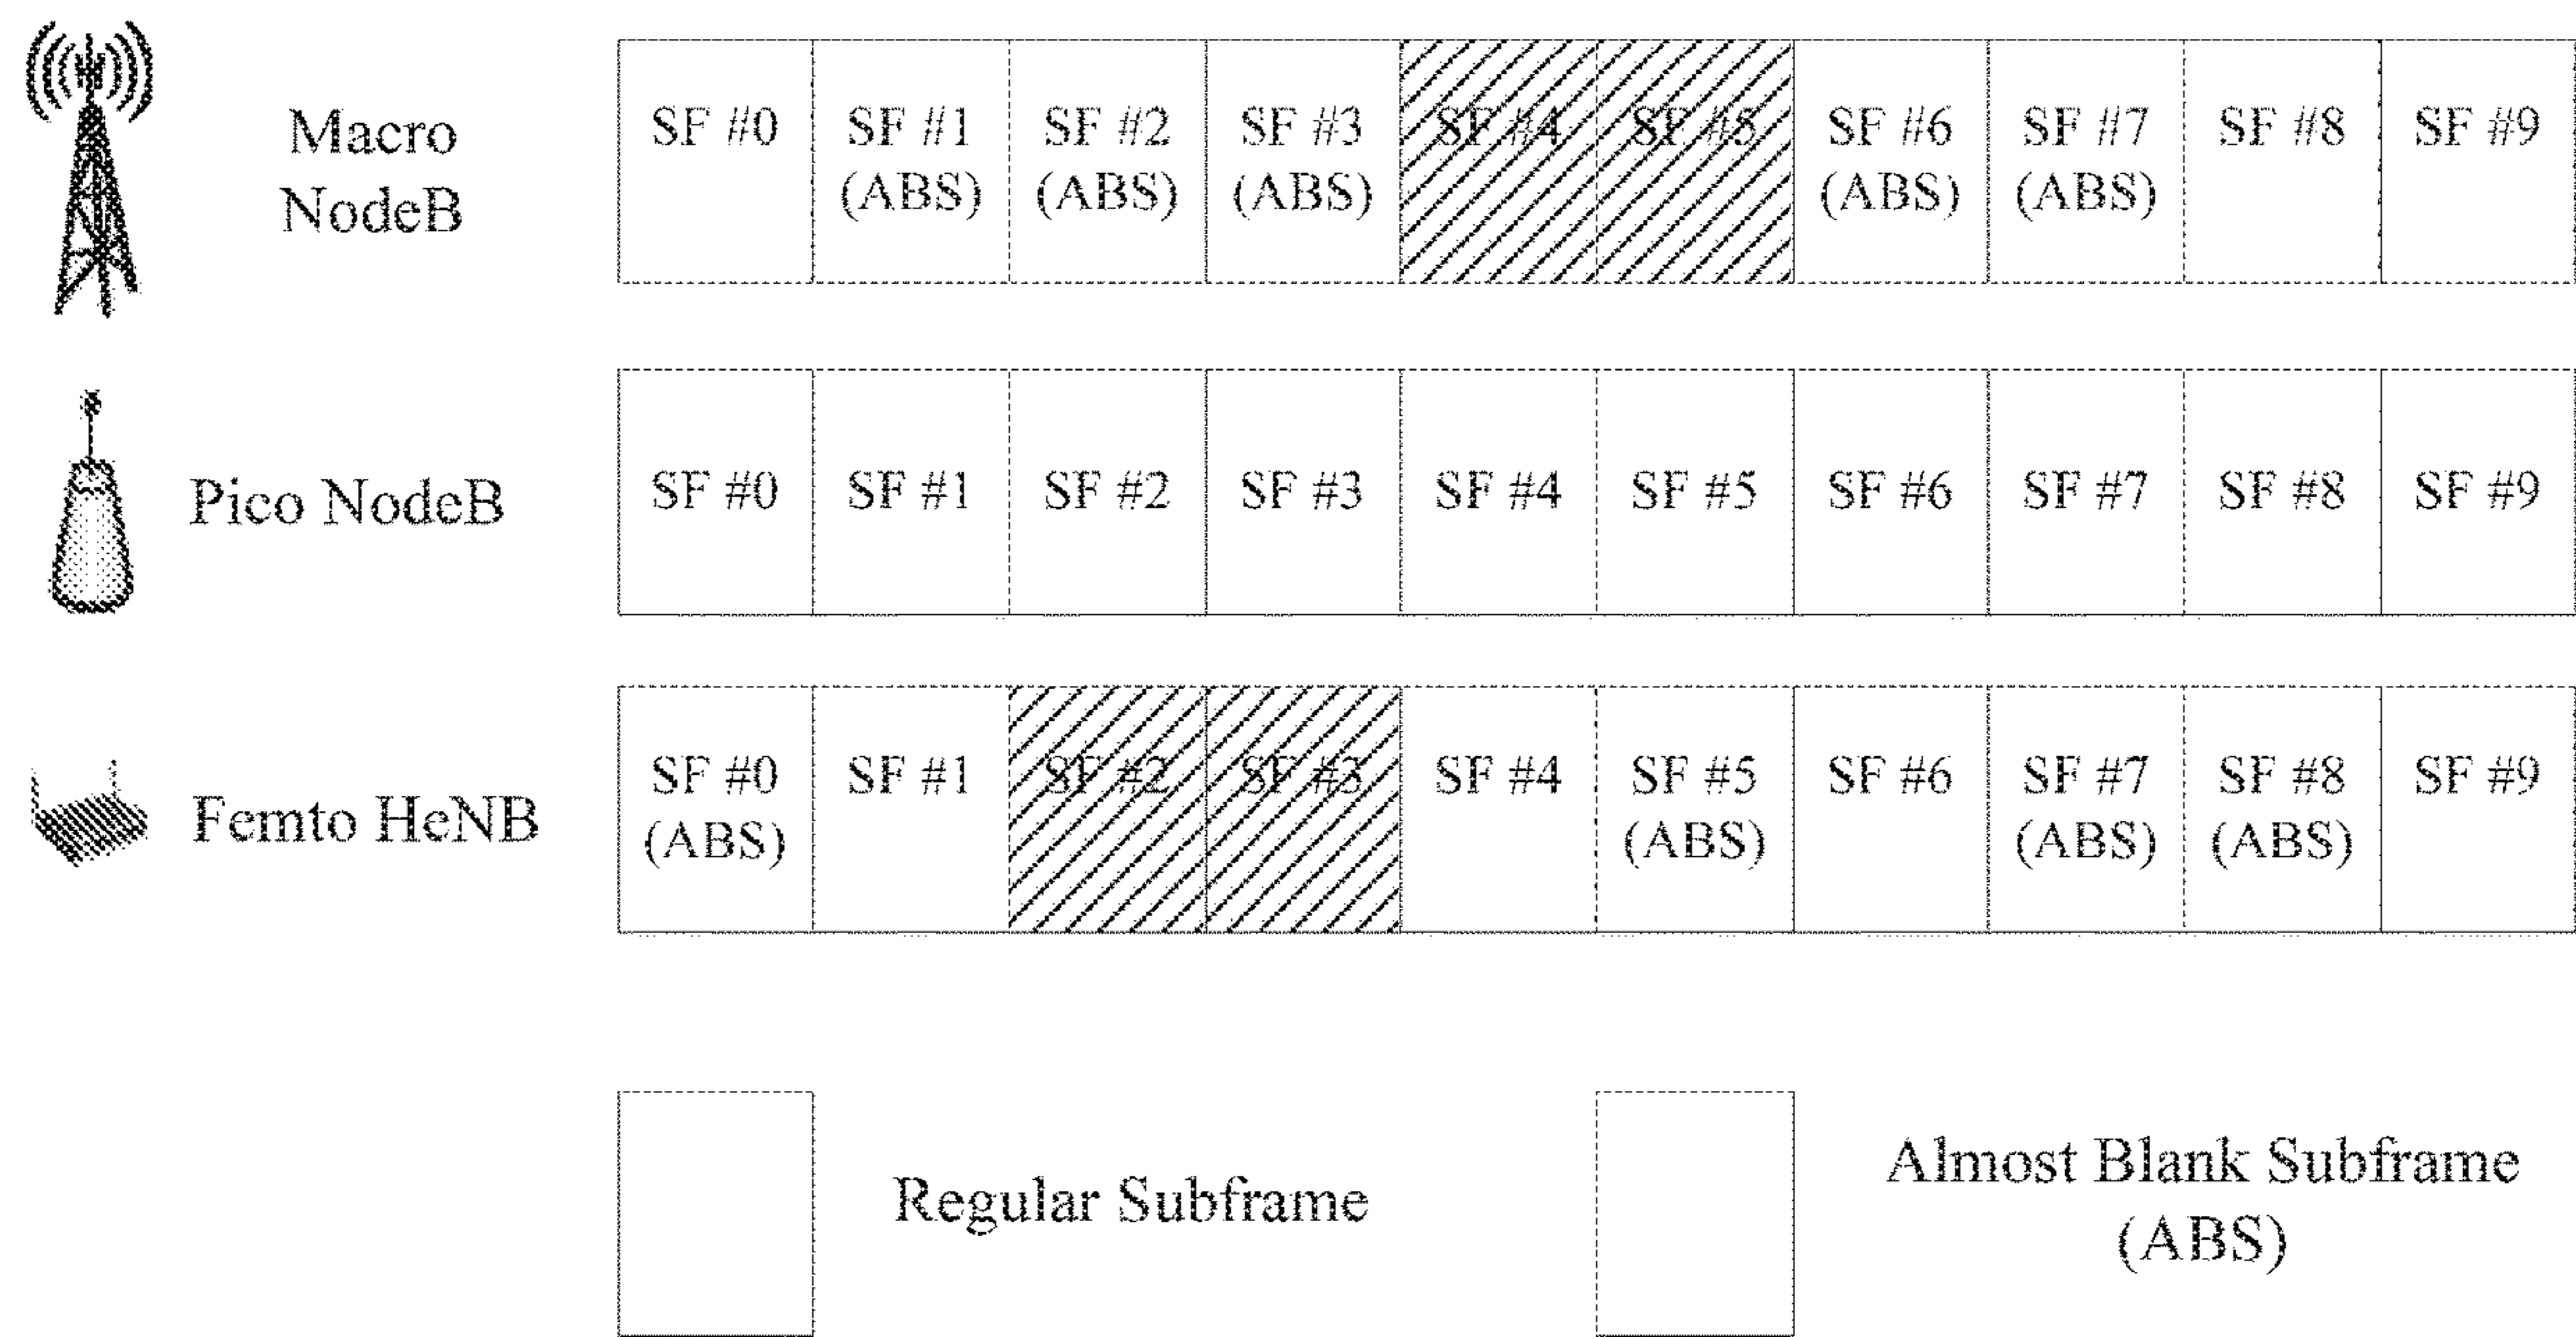 Macro
NodeB
SF #0
SF #1
(ABS)
SF #2
(ABS)
SF #3
(ABS)
SF #4
SF #5
SF #6
(ABS)
SF #7
(ABS)
SF #8
SF #9
Pico NodeB
SF #0
SF #1
SF #2
SF #3
SF #4
SF #5
SF #6
SF #7
SF #8
SF #9
Femto HeNB
SF #0
(ABS)
SF #1
SF #2
SF #3
SF #4
SF #5
(ABS)
SF #6
SF #7
(ABS)
SF #8
(ABS)
SF #9
Regular Subframe
Almost Blank Subframe
(ABS)